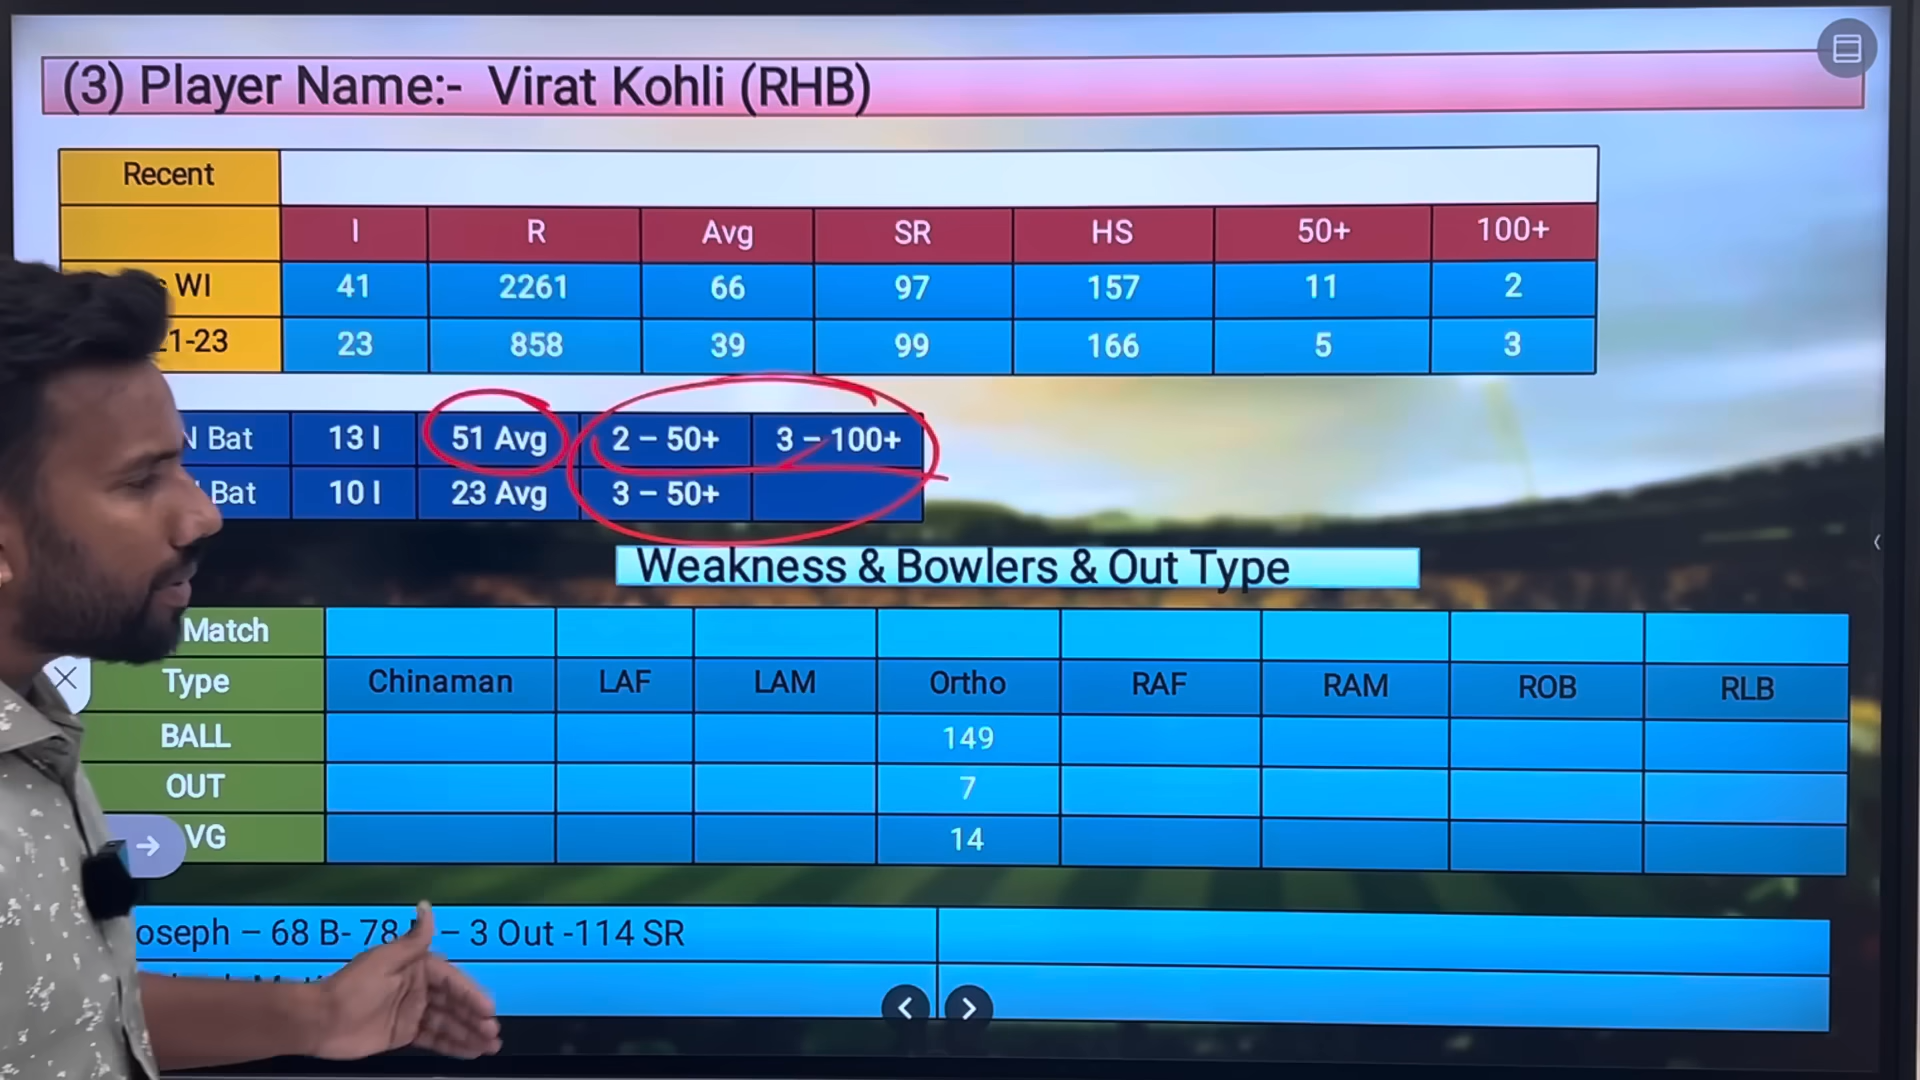 (3) Player Name:- Virat Kohli (RHB)
Recent
I R Avg SR HS 50+ 100+
WI 41 2261 66 97 157 11 2
1-23 23 858 39 99 166 5 3
Bat 13 I 51 Avg 2 – 50+ 3 – 100+
Bat 10 I 23 Avg 3 – 50+
Weakness & Bowlers & Out Type
Match
Type Chinaman LAF LAM Ortho RAF RAM ROB RLB
BALL 149
OUT 7
VG 14
oseph – 68 B- 78 – 3 Out -114 SR